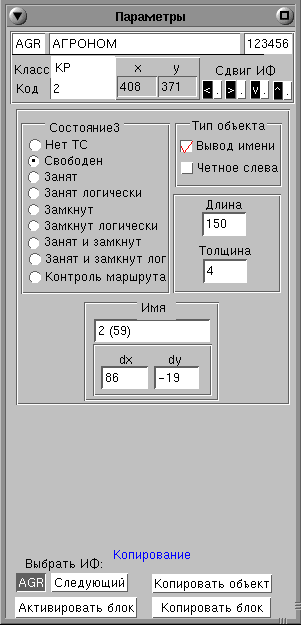 Параметры
AGR АГРОНОМ 123456
Класс КР x y Сдвиг ИФ
Код 2 408 371 < . > . v . ^ .
Состояние3
Нет ТС
Свободен
Занят
Занят логически
Замкнут
Замкнут логически
Занят и замкнут
Занят и замкнут лог
Контроль маршрута
Тип объекта
Вывод имени
Четное слева
Длина
150
Толщина
4
Имя
2 (59)
dx dy
86 -19
Копирование
Выбрать ИФ:
AGR Следующий Копировать объект
Активировать блок Копировать блок